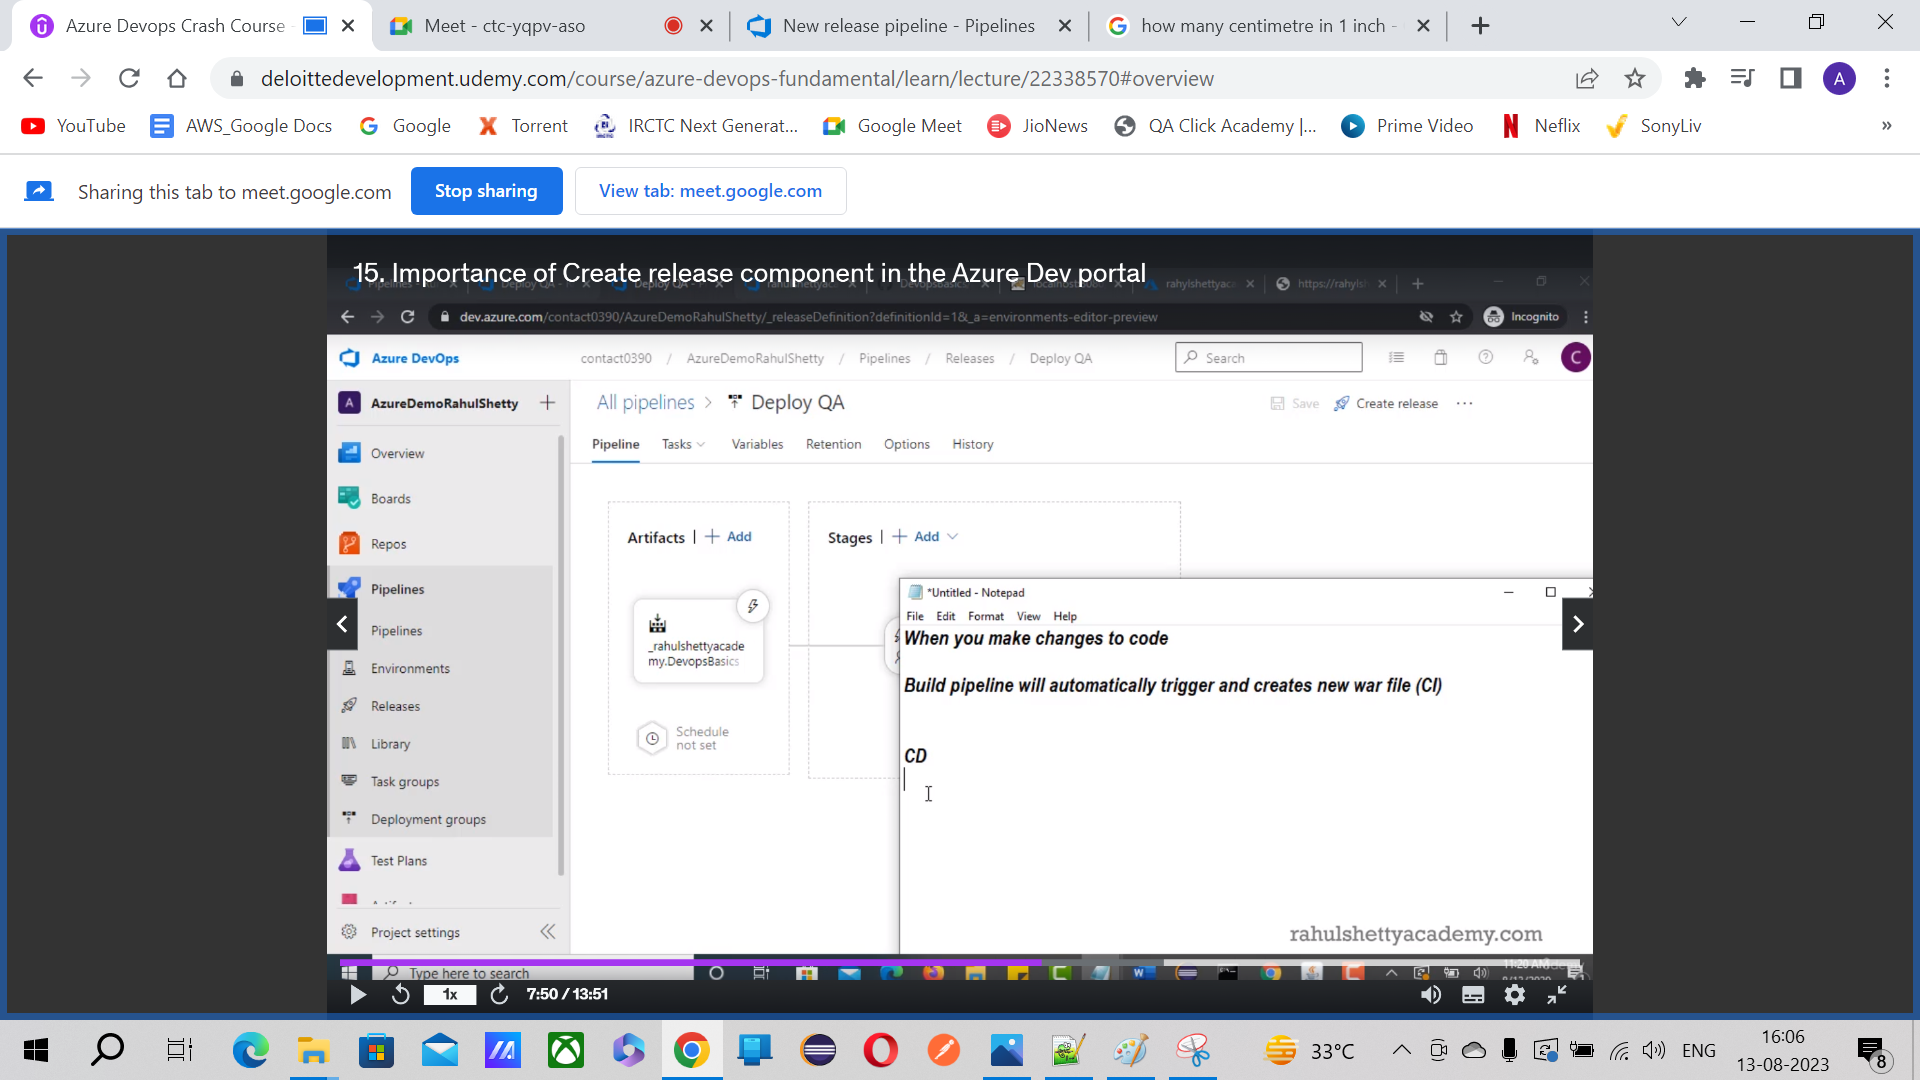 Azure Devops Crash Course
Meet - ctc-yqpv-aso
New release pipeline - Pipelines
how many centimetre in 1 inch -
deloittedevelopment.udemy.com/course/azure-devops-fundamental/learn/lecture/22338570#overview
A
YouTube
AWS_Google Docs
Google
Torrent
IRCTC Next Generat...
Google Meet
JioNews
QA Click Academy |...
Prime Video
Neflix
SonyLiv
»
Sharing this tab to meet.google.com
Stop sharing
View tab: meet.google.com
15. Importance of Create release component in the Azure Dev portal
dev.azure.com/contact0390/AzureDemoRahulShetty/_releaseDefinition?definitionId=1&_a=environments-editor-preview
Incognito
Azure DevOps
contact0390 / AzureDemoRahulShetty / Pipelines / Releases / Deploy QA
Search
C
A
AzureDemoRahulShetty
All pipelines > Deploy QA
Save
Create release
Pipeline
Tasks
Variables
Retention
Options
History
Overview
Boards
Repos
Pipelines
Pipelines
Environments
Releases
Library
Task groups
Deployment groups
Test Plans
Project settings
Artifacts | + Add
Stages | + Add
_rahulshettyacade
my.DevopsBasics
Schedule
not set
*Untitled - Notepad
File Edit Format View Help
When you make changes to code
Build pipeline will automatically trigger and creates new war file (CI)
CD
rahulshettyacademy.com
Type here to search
1x
7:50 / 13:51
33°C
ENG
16:06
13-08-2023
8